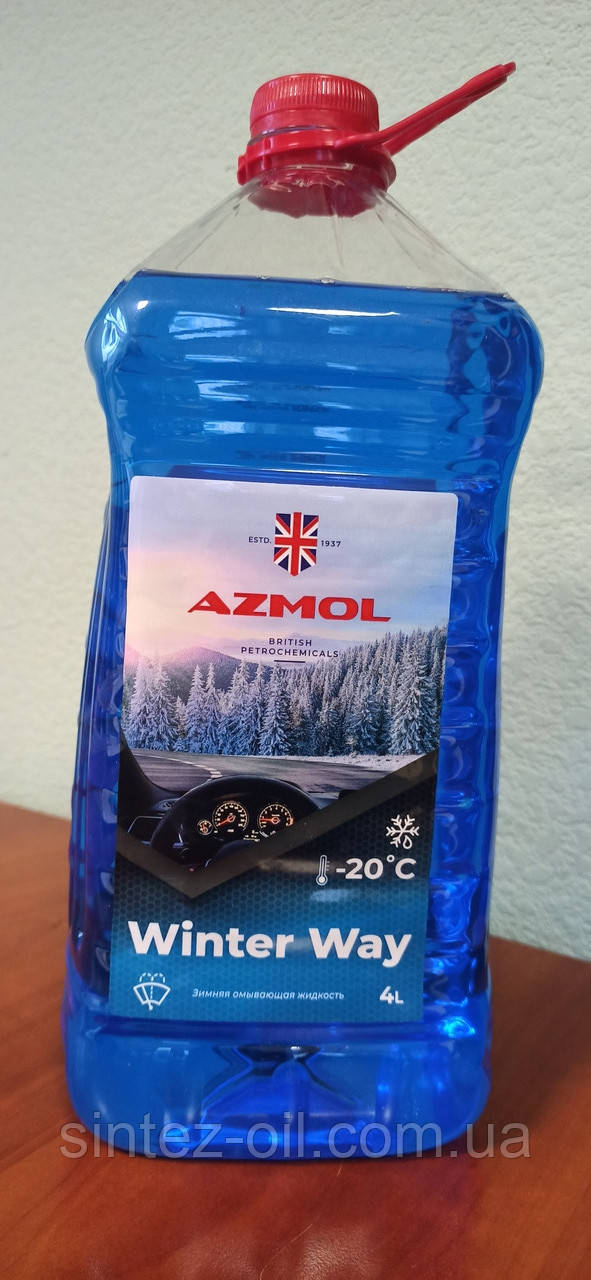 ESTD. 1937
AZMOL
BRITISH
PETROCHEMICALS
-20°C
Winter Way
Зимняя омывающая жидкость 4L
sintez-oil.com.ua